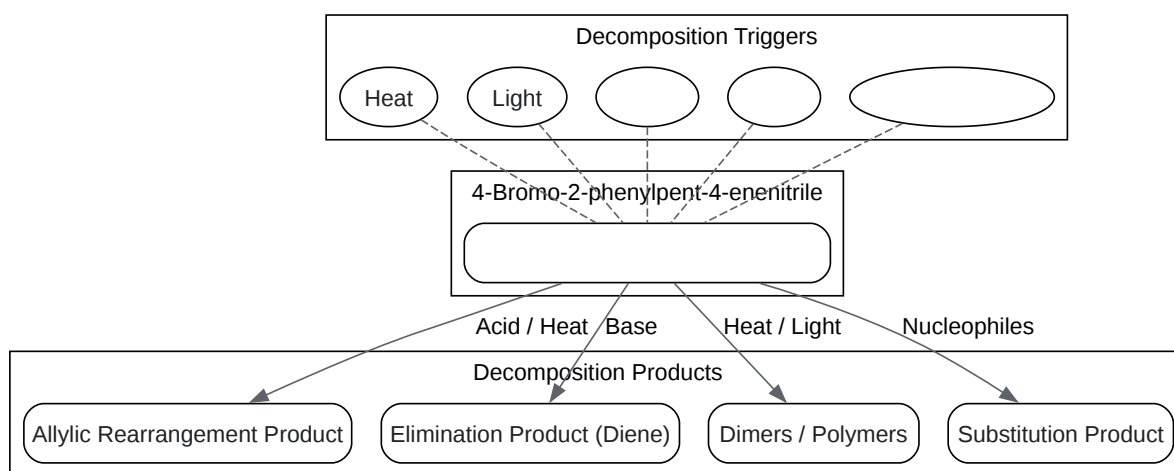 Decomposition Triggers
Heat
Light
4-Bromo-2-phenylpent-4-enenitrile
Acid / Heat
Base
Heat / Light
Nucleophiles
Decomposition Products
Allylic Rearrangement Product
Elimination Product (Diene)
Dimers / Polymers
Substitution Product